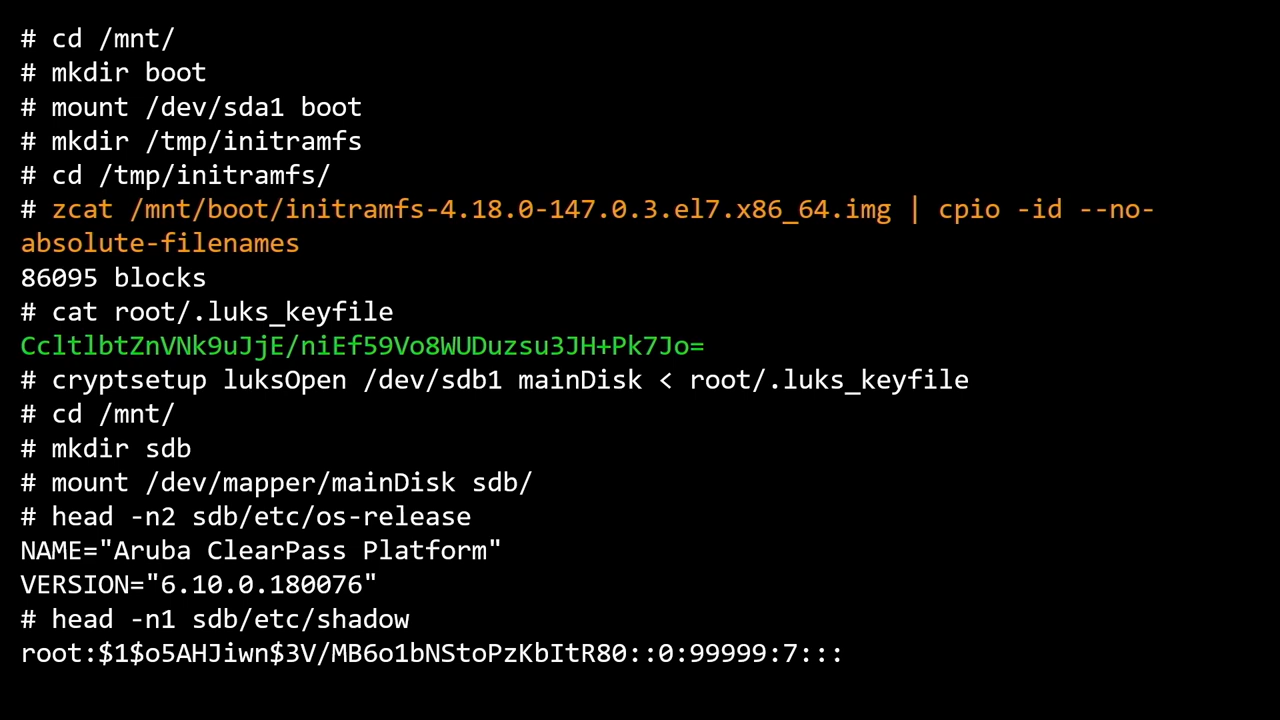 # cd /mnt/
# mkdir boot
# mount /dev/sda1 boot
# mkdir /tmp/initramfs
# cd /tmp/initramfs/
# zcat /mnt/boot/initramfs-4.18.0-147.0.3.el7.x86_64.img | cpio -id --no-
absolute-filenames
86095 blocks
# cat root/.luks_keyfile
CcltlbtZnVNk9uJjE/niEf59Vo8WUDuzsu3JH+Pk7Jo=
# cryptsetup luksOpen /dev/sdb1 mainDisk < root/.luks_keyfile
# cd /mnt/
# mkdir sdb
# mount /dev/mapper/mainDisk sdb/
# head -n2 sdb/etc/os-release
NAME="Aruba ClearPass Platform"
VERSION="6.10.0.180076"
# head -n1 sdb/etc/shadow
root:$1$o5AHJiwn$3V/MB6o1bNStoPzKbItR80::0:99999:7:::